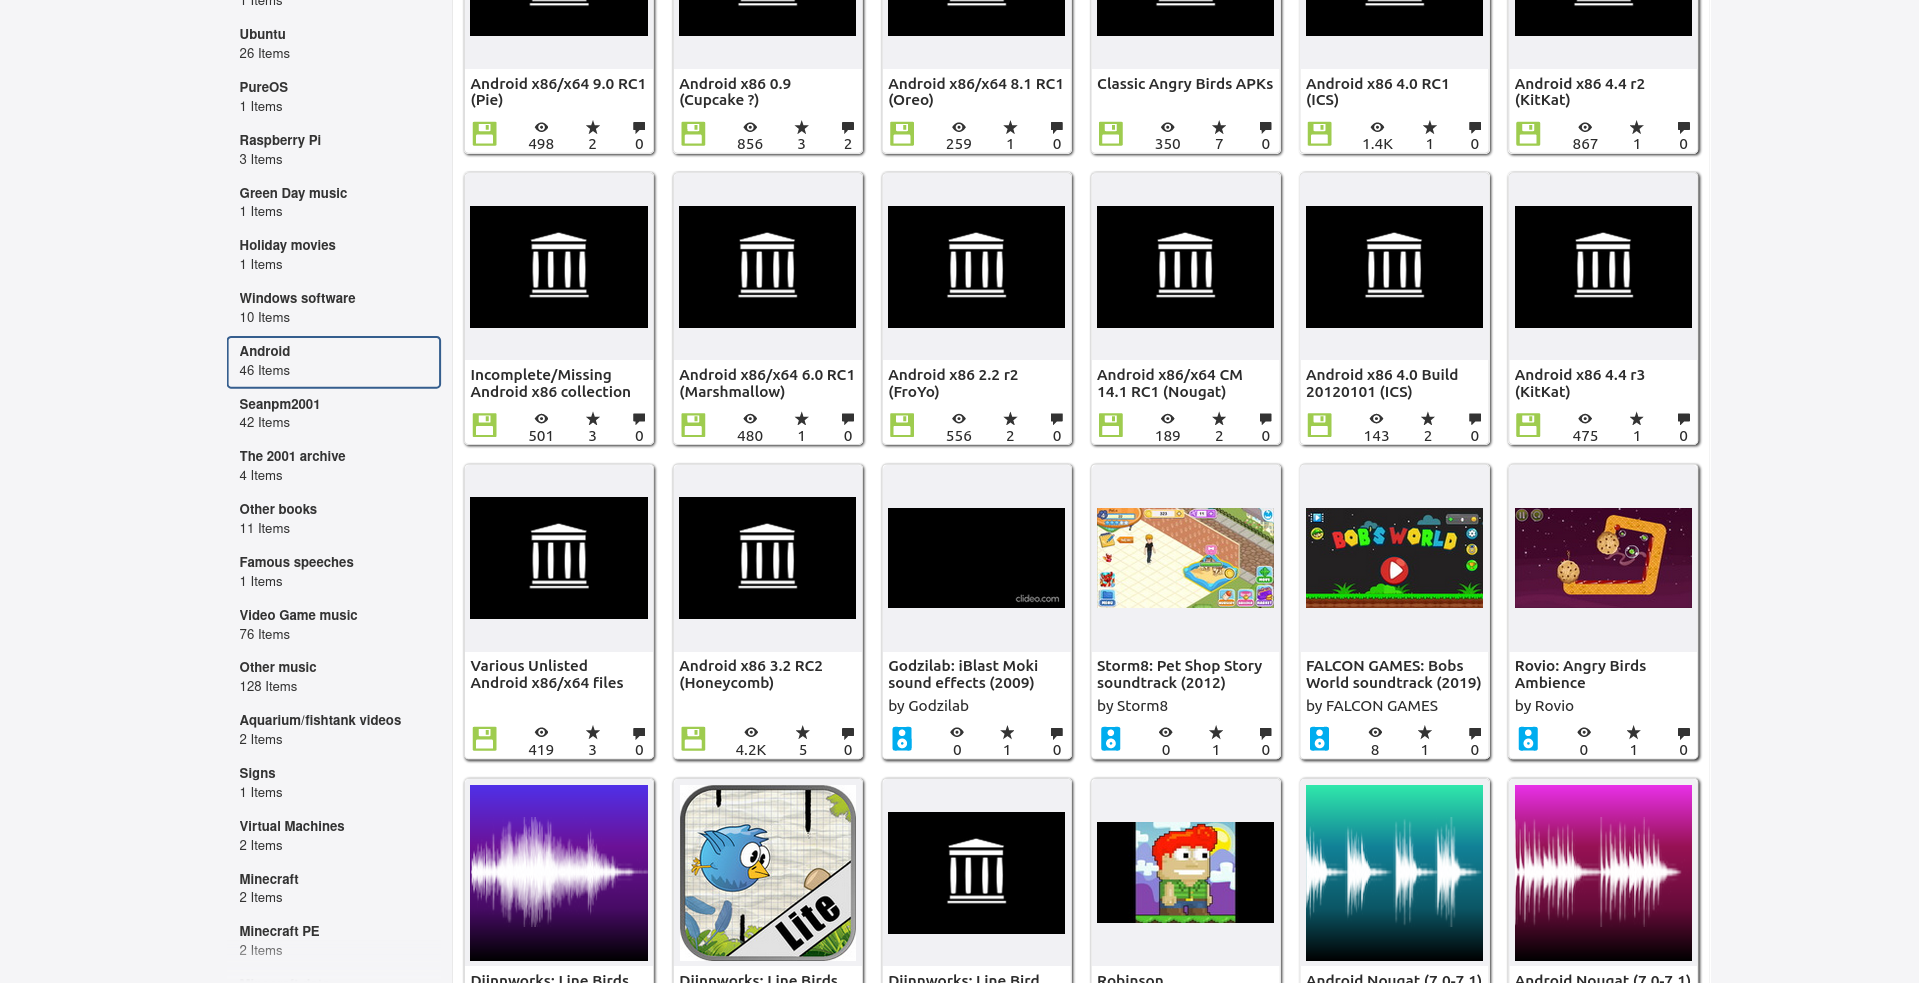 1 Items
Ubuntu
26 Items
PureOS
1 Items
Raspberry Pi
3 Items
Green Day music
1 Items
Holiday movies
1 Items
Windows software
10 Items
Android
46 Items
Seanpm2001
42 Items
The 2001 archive
4 Items
Other books
11 Items
Famous speeches
1 Items
Video Game music
76 Items
Other music
128 Items
Aquarium/fishtank videos
2 Items
Signs
1 Items
Virtual Machines
2 Items
Minecraft
2 Items
Minecraft PE
2 Items
Android x86/x64 9.0 RC1
(Pie)
498 2 0
Android x86 0.9
(Cupcake ?)
856 3 2
Android x86/x64 8.1 RC1
(Oreo)
259 1 0
Classic Angry Birds APKs
350 7 0
Android x86 4.0 RC1
(ICS)
1.4K 1 0
Android x86 4.4 r2
(KitKat)
867 1 0
Incomplete/Missing
Android x86 collection
501 3 0
Android x86/x64 6.0 RC1
(Marshmallow)
480 1 0
Android x86 2.2 r2
(FroYo)
556 2 0
Android x86/x64 CM
14.1 RC1 (Nougat)
189 2 0
Android x86 4.0 Build
20120101 (ICS)
143 2 0
Android x86 4.4 r3
(KitKat)
475 1 0
Various Unlisted
Android x86/x64 files
419 3 0
Android x86 3.2 RC2
(Honeycomb)
4.2K 5 0
clideo.com
Godzilab: iBlast Moki
sound effects (2009)
by Godzilab
0 1 0
Storm8: Pet Shop Story
soundtrack (2012)
by Storm8
0 1 0
BOB'S WORLD
FALCON GAMES: Bobs
World soundtrack (2019)
by FALCON GAMES
8 1 0
Rovio: Angry Birds
Ambience
by Rovio
0 1 0
Djinnworks: Line Birds
Lite
Djinnworks: Line Birds
Djinnworks: Line Bird
Robinson
Android Nougat (7.0-7.1)
Android Nougat (7.0-7.1)